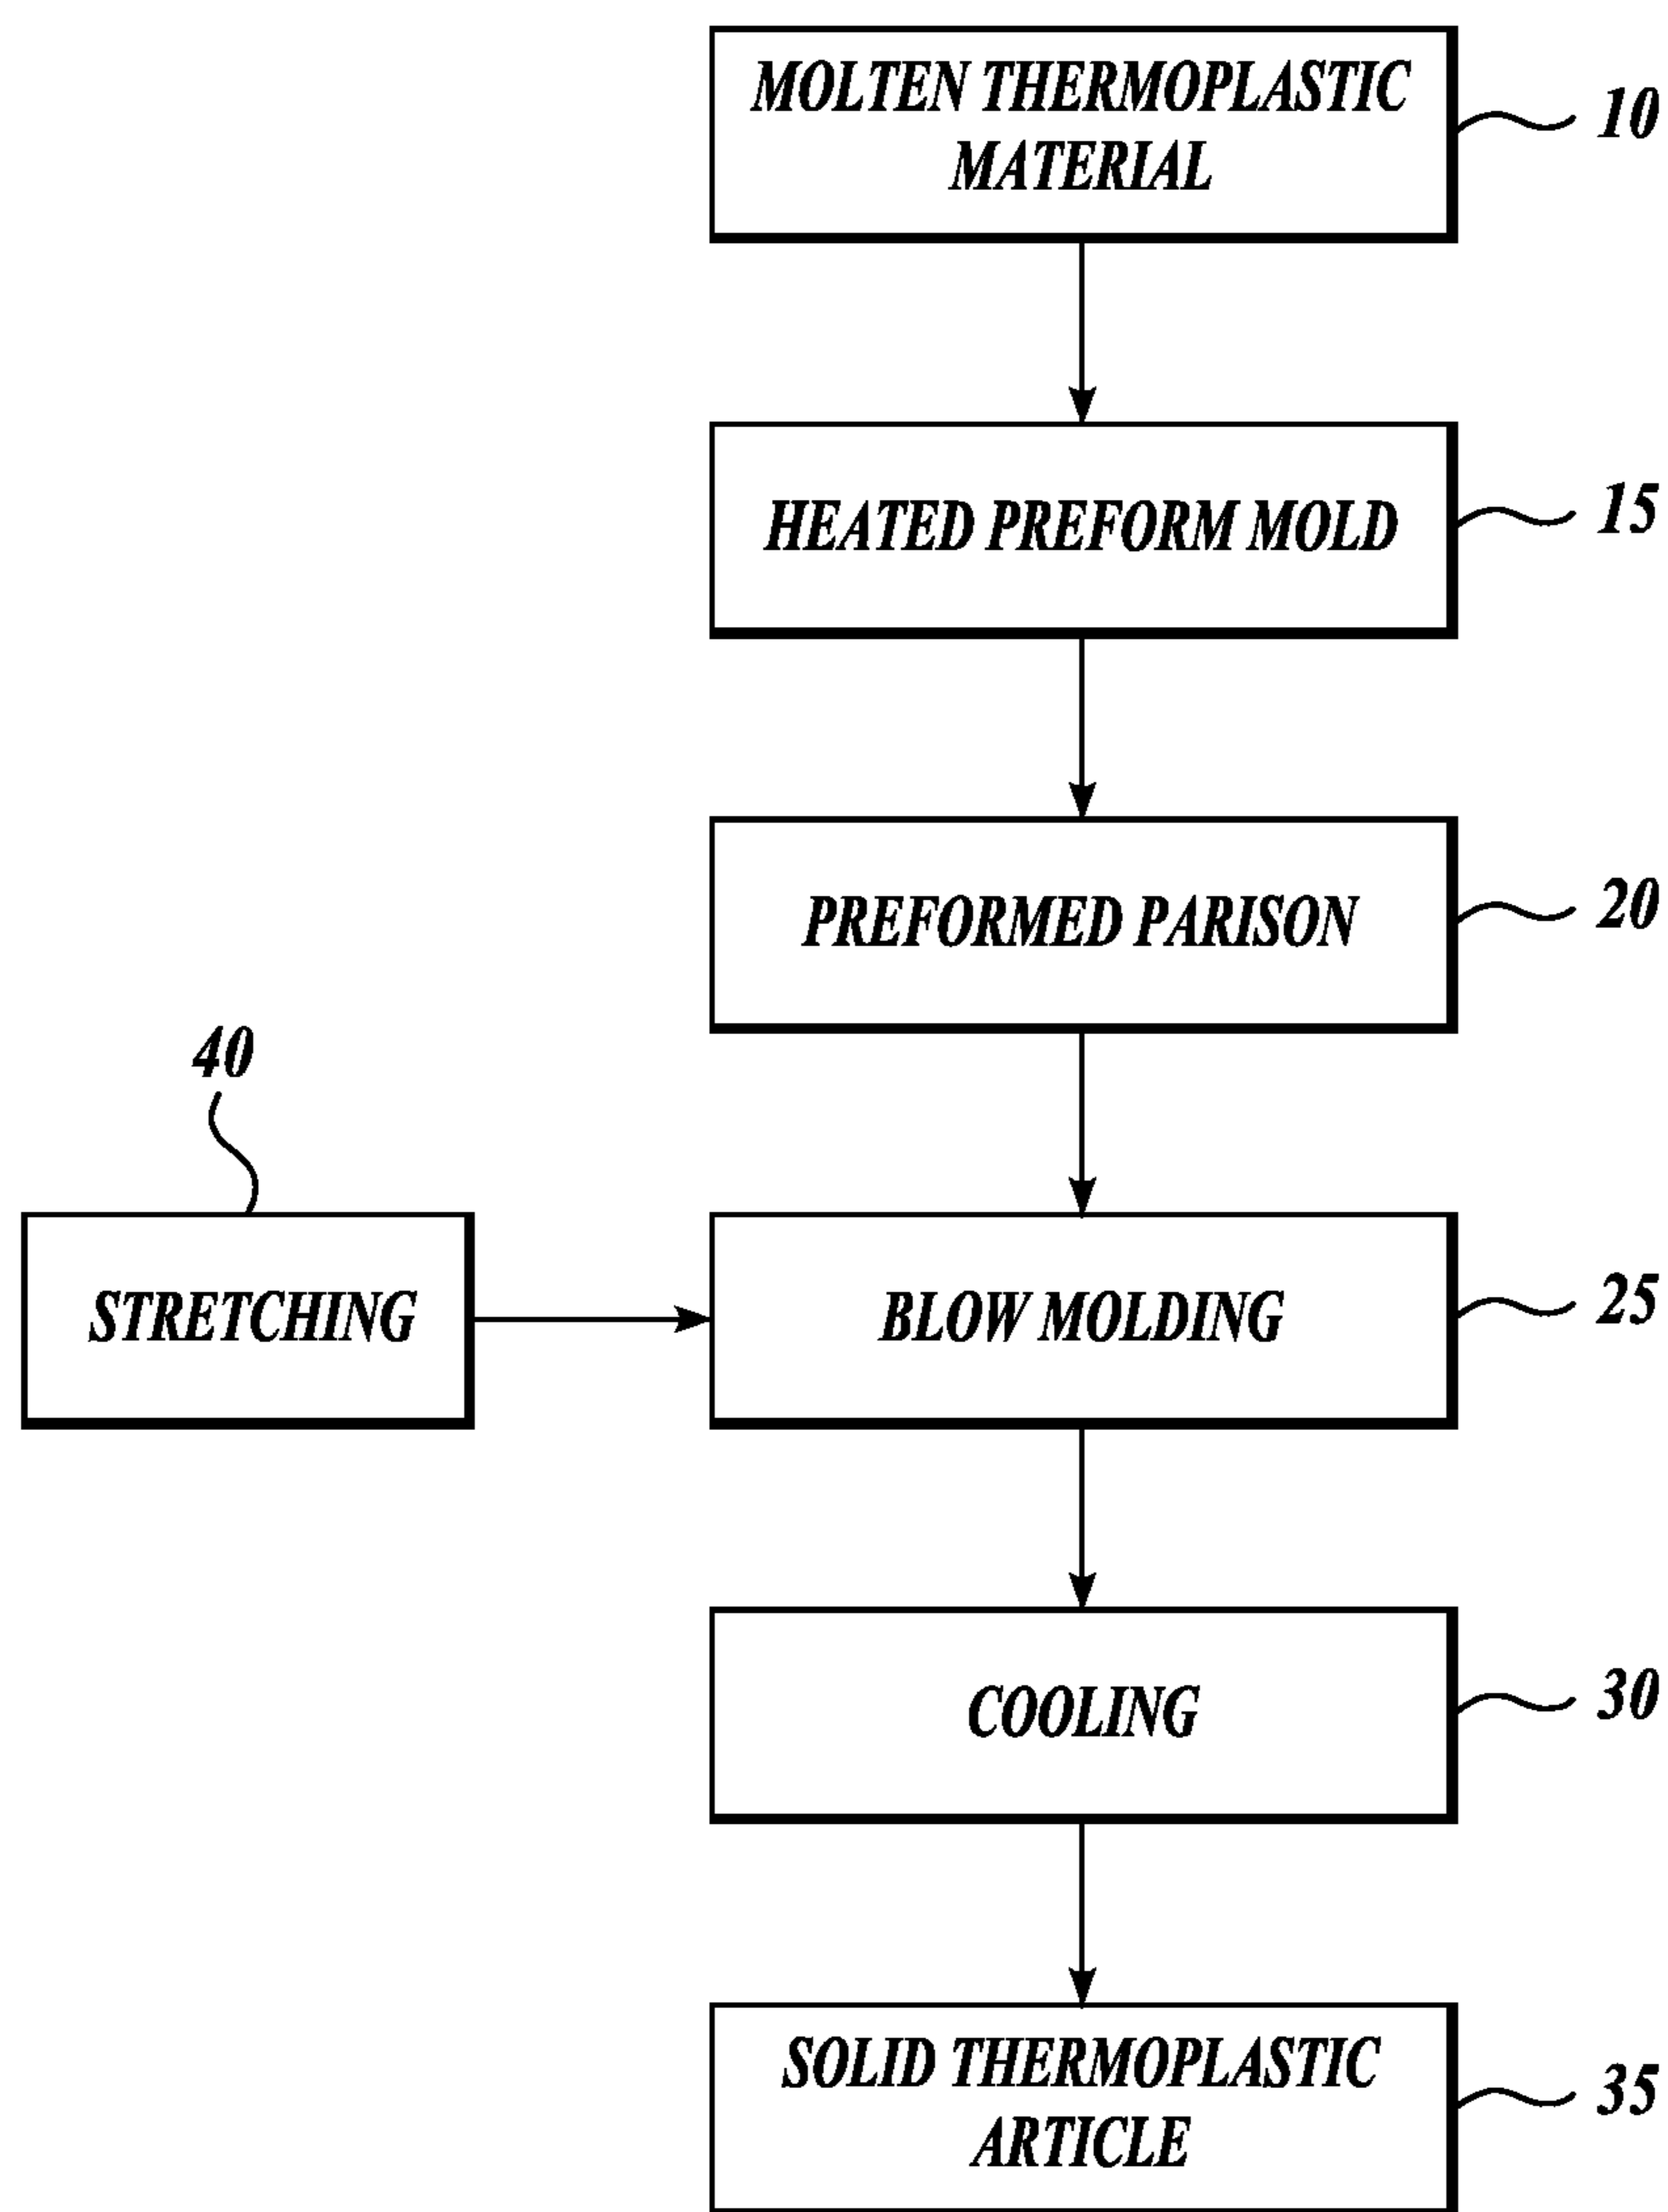 MOLTEN THERMOPLASTIC
MATERIAL
10
HEATED PREFORM MOLD
15
PREFORMED PARISON
20
40
STRETCHING
BLOW MOLDING
25
COOLING
30
SOLID THERMOPLASTIC
ARTICLE
35